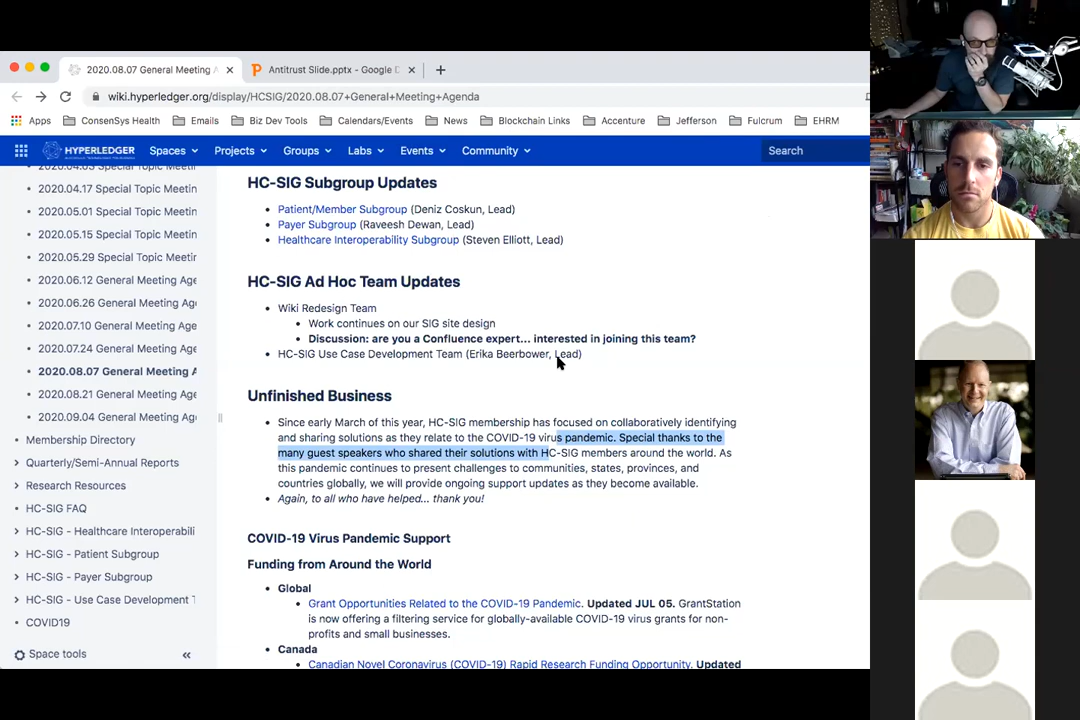 2020.08.07 General Meeting A
Antitrust Slide.pptx - Google D
wiki.hyperledger.org/display/HCSIG/2020.08.07+General+Meeting+Agenda
Apps ConsenSys Health Emails Biz Dev Tools Calendars/Events News Blockchain Links Accenture Jefferson Fulcrum EHRM
HYPERLEDGER Spaces Projects Groups Labs Events Community Search
2020.04.17 Special Topic Meetin
2020.05.01 Special Topic Meetin
2020.05.15 Special Topic Meetin
2020.05.29 Special Topic Meetin
2020.06.12 General Meeting Age
2020.06.26 General Meeting Age
2020.07.10 General Meeting Age
2020.07.24 General Meeting Age
2020.08.07 General Meeting A
2020.08.21 General Meeting Age
2020.09.04 General Meeting Age
Membership Directory
Quarterly/Semi-Annual Reports
Research Resources
HC-SIG FAQ
HC-SIG - Healthcare Interoperabili
HC-SIG - Patient Subgroup
HC-SIG - Payer Subgroup
HC-SIG - Use Case Development T
COVID19
Space tools
HC-SIG Subgroup Updates
Patient/Member Subgroup (Deniz Coskun, Lead)
Payer Subgroup (Raveesh Dewan, Lead)
Healthcare Interoperability Subgroup (Steven Elliott, Lead)
HC-SIG Ad Hoc Team Updates
Wiki Redesign Team
Work continues on our SIG site design
Discussion: are you a Confluence expert... interested in joining this team?
HC-SIG Use Case Development Team (Erika Beerbower, Lead)
Unfinished Business
Since early March of this year, HC-SIG membership has focused on collaboratively identifying
and sharing solutions as they relate to the COVID-19 virus pandemic. Special thanks to the
many guest speakers who shared their solutions with HC-SIG members around the world. As
this pandemic continues to present challenges to communities, states, provinces, and
countries globally, we will provide ongoing support updates as they become available.
Again, to all who have helped... thank you!
COVID-19 Virus Pandemic Support
Funding from Around the World
Global
Grant Opportunities Related to the COVID-19 Pandemic. Updated JUL 05. GrantStation
is now offering a filtering service for globally-available COVID-19 virus grants for non-
profits and small businesses.
Canada
Canadian Novel Coronavirus (COVID-19) Rapid Research Funding Opportunity. Updated